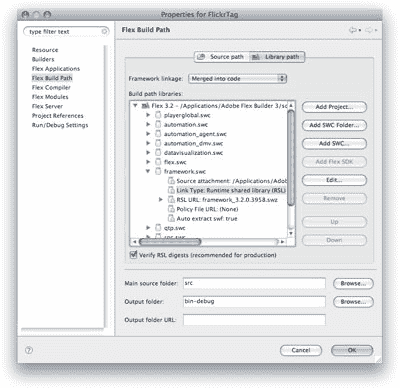 Properties for FlickrTag
type filter text
Flex Build Path
Resource
Builders
Flex Applications
Flex Build Path
Flex Compiler
Flex Modules
Flex Server
Project References
Run/Debug Settings
Source path
Library path
Framework linkage: Merged into code
Build path libraries:
Flex 3.2 - /Applications/Adobe Flex Builder 3/sd
playerglobal.swc
automation.swc
automation_agent.swc
automation_dmv.swc
datavisualization.swc
flex.swc
framework.swc
Source attachment: /Applications/Adob
Link Type: Runtime shared library (RSL)
RSL URL: framework_3.2.0.3958.swz
Policy File URL: (None)
Auto extract swf: true
qtp.swc
rpc.swc
Add Project...
Add SWC Folder...
Add SWC...
Add Flex SDK
Edit...
Remove
Up
Down
Verify RSL digests (recommended for production)
Main source folder: src
Browse...
Output folder: bin-debug
Browse...
Output folder URL:
?
Cancel
OK